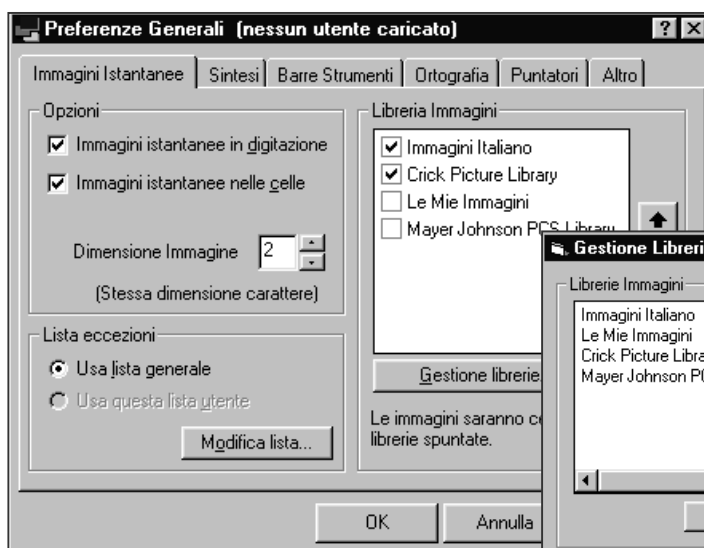 Preferenze Generali (nessun utente caricato)
Immagini Istantanee Sintesi Barre Strumenti Ortografia Puntatori Altro
Opzioni
Immagini istantanee in digitazione
Immagini istantanee nelle celle
Dimensione Immagine 2
(Stessa dimensione carattere)
Lista eccezioni
Usa lista generale
Usa questa lista utente
Modifica lista...
Libreria Immagini
Immagini Italiano
Crick Picture Library
Le Mie Immagini
Mayer Johnson PCS Library
Gestione librerie.
Le immagini saranno
librerie spuntate.
OK Annulla
Gestione Libreri
Librerie Immagini
Immagini Italiano
Le Mie Immagini
Crick Picture Libra
Mayer Johnson